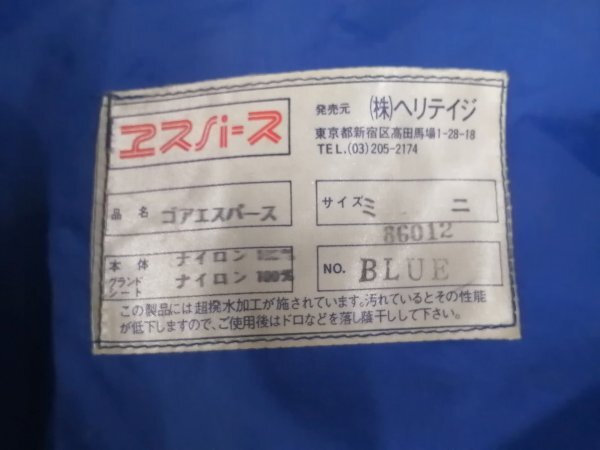 ヱスパース
発売元 (株)ヘリテイジ
東京都新宿区高田馬場1-28-18
TEL.(03)205-2174
品名 ゴアエスパース
サイズ ミニ
86012
本体 ナイロン 100%
グランドシート ナイロン 100%
NO. BLUE
この製品には超撥水加工が施されています。汚れているとその性能
が低下しますので、ご使用後はドロなどを落し蔭干しして下さい。